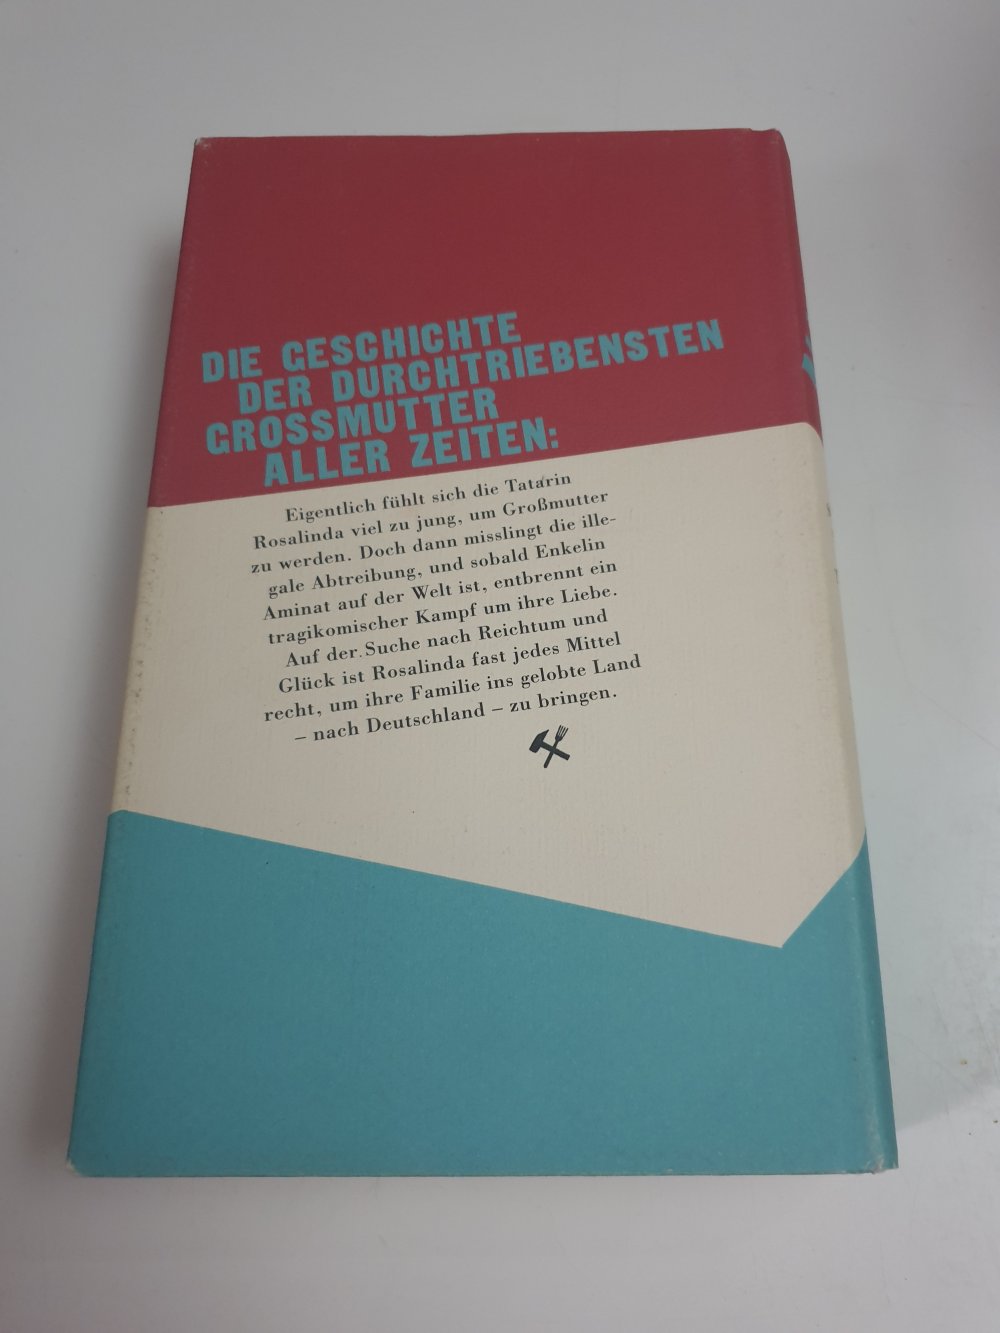 DIE GESCHICHTE
DER DURCHTRIEBENSTEN
GROSSMUTTER
ALLER ZEITEN:
Eigentlich fühlt sich die Tatarin
Rosalinda viel zu jung, um Großmutter
zu werden. Doch dann misslingt die ille-
gale Abtreibung, und sobald Enkelin
Aminat auf der Welt ist, entbrennt ein
tragikomischer Kampf um ihre Liebe.
Auf der Suche nach Reichtum und
Glück ist Rosalinda fast jedes Mittel
recht, um ihre Familie ins gelobte Land
– nach Deutschland – zu bringen.